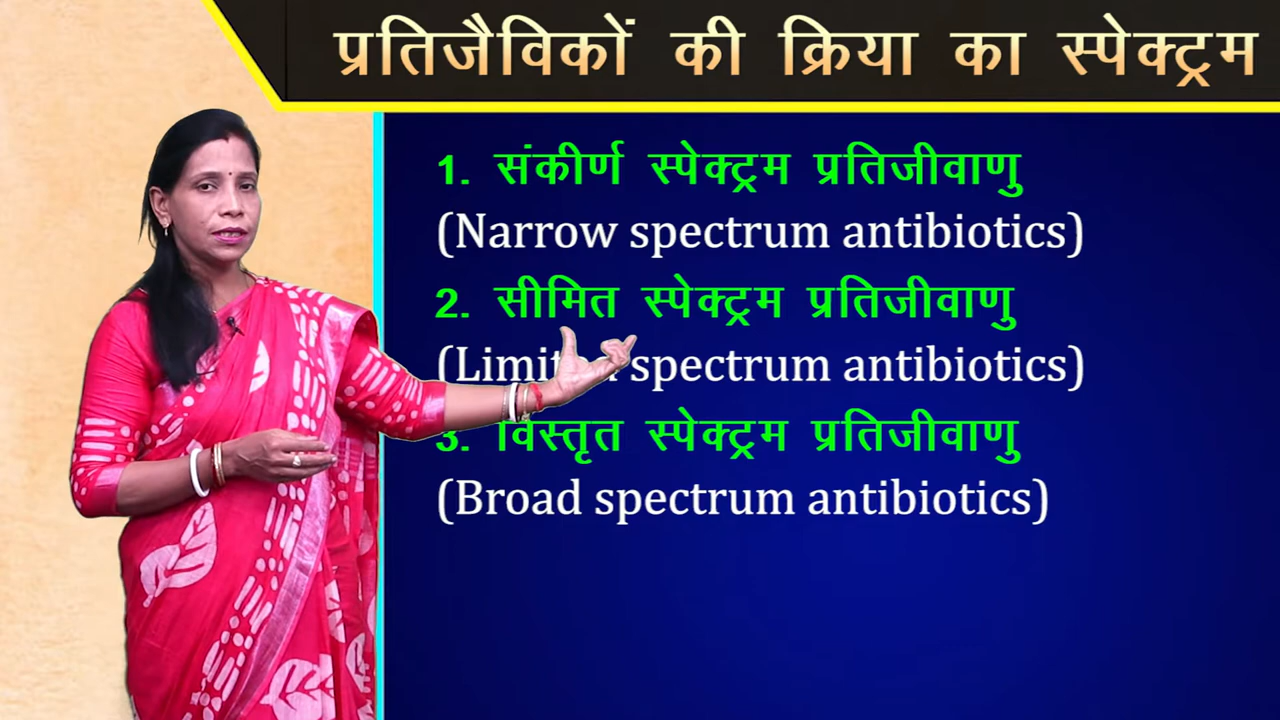 प्रतिजैविकों की क्रिया का स्पेक्ट्रम
1. संकीर्ण स्पेक्ट्रम प्रतिजीवाणु
(Narrow spectrum antibiotics)
2. सीमित स्पेक्ट्रम प्रतिजीवाणु
(Limited spectrum antibiotics)
3. विस्तृत स्पेक्ट्रम प्रतिजीवाणु
(Broad spectrum antibiotics)